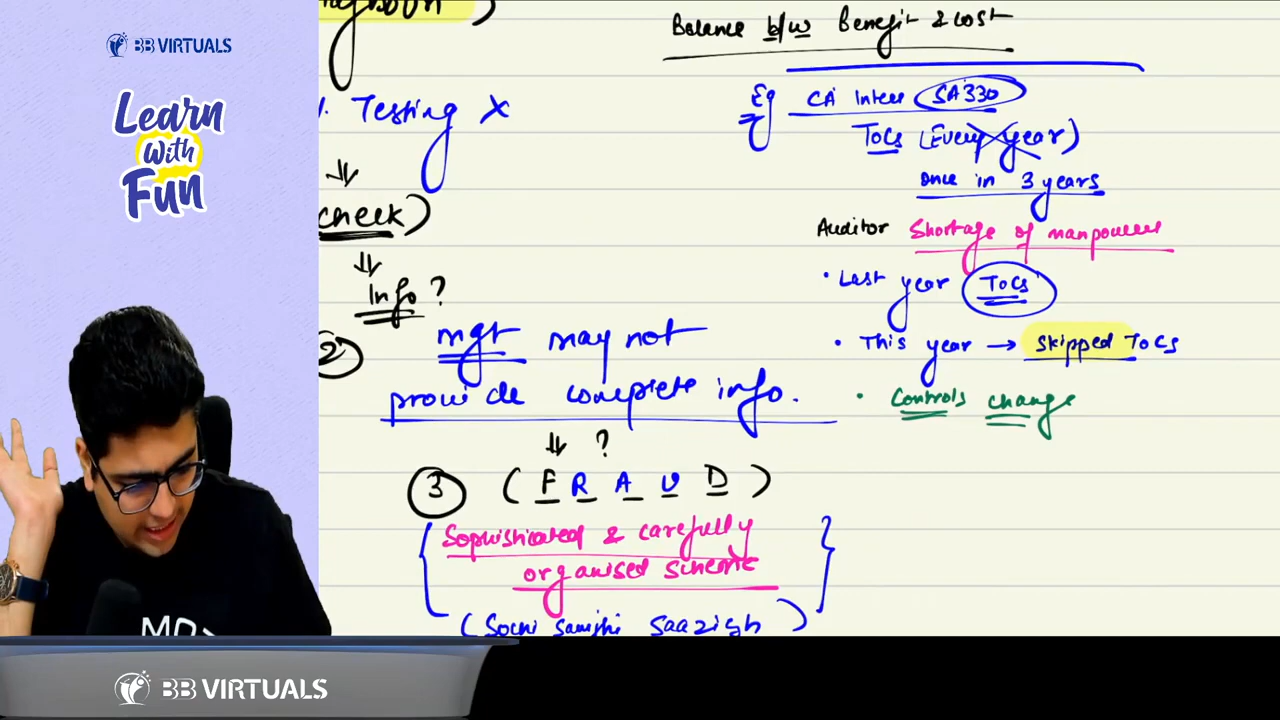 BB VIRTUALS
Learn
With
Fun
Balance b/w Benefit & cost
Testing X
Eg CA Inter SA 330
TOCs (Every year)
once in 3 years
check)
Auditor Shortage of manpower
Info ?
Last year TOCs
2 mgt may not
This year → skipped TOCs
provide complete info.
Controls change
?
3 ( F R A U D )
{ Sophisticated & carefully
organised scheme }
( Sochi samjhi saazish )
BB VIRTUALS